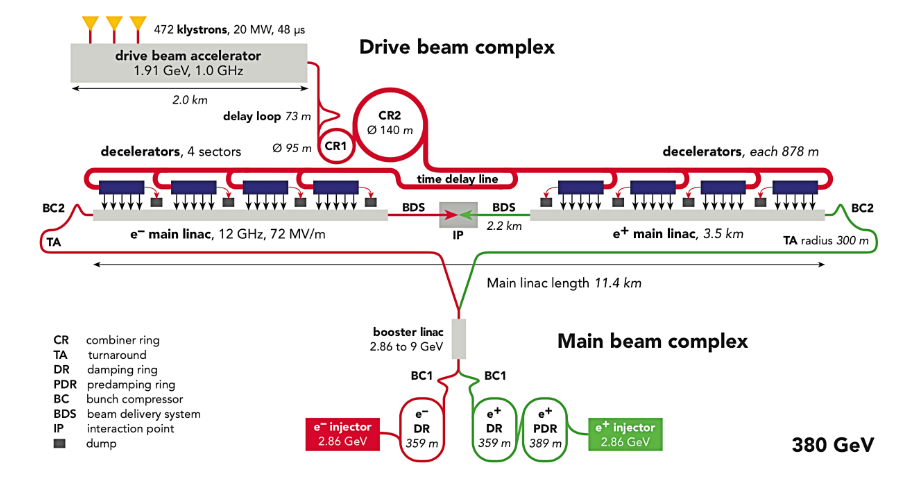 472 klystrons, 20 MW, 48 µs
Drive beam complex
drive beam accelerator
1.91 GeV, 1.0 GHz
2.0 km
delay loop 73 m
CR2
Ø 140 m
Ø 95 m
CR1
decelerators, 4 sectors
decelerators, each 878 m
time delay line
BC2
BDS
BDS
BC2
2.2 km
IP
TA
e⁻ main linac, 12 GHz, 72 MV/m
e⁺ main linac, 3.5 km
TA radius 300 m
Main linac length 11.4 km
booster linac
2.86 to 9 GeV
Main beam complex
BC1
BC1
CR combiner ring
TA turnaround
DR damping ring
PDR predamping ring
BC bunch compressor
BDS beam delivery system
IP interaction point
dump
e⁻ injector
2.86 GeV
e⁻
DR
359 m
e⁺
DR
359 m
e⁺
PDR
389 m
e⁺ injector
2.86 GeV
380 GeV